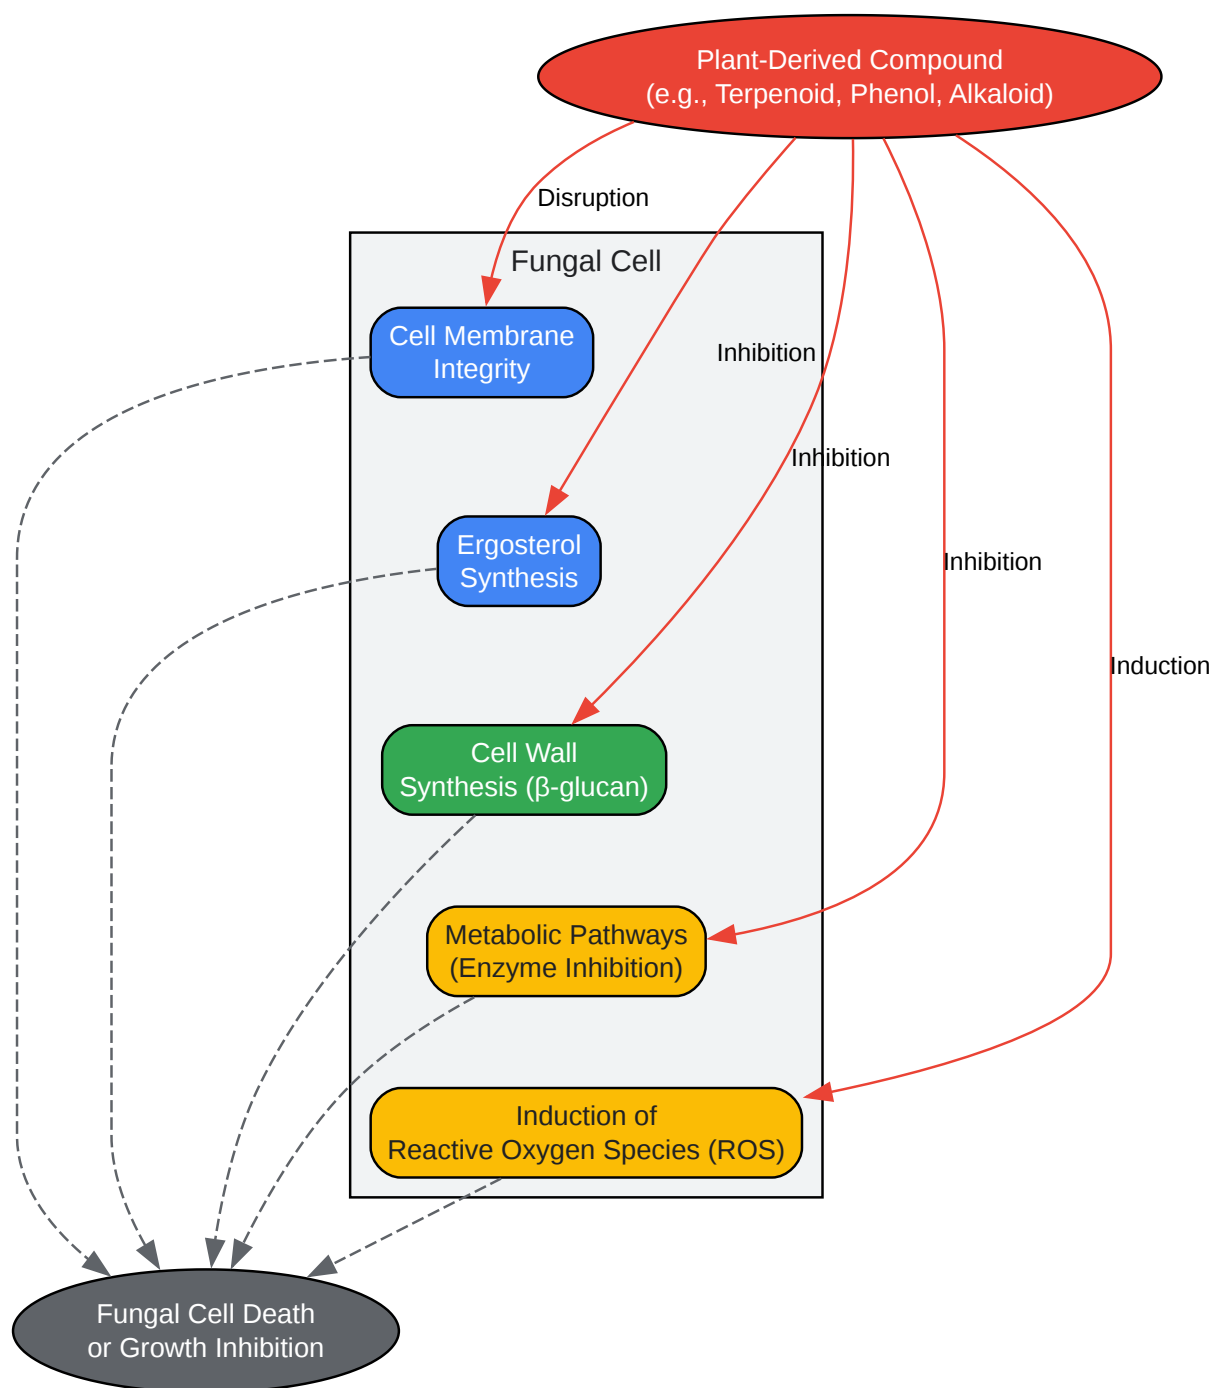 Plant-Derived Compound
(e.g., Terpenoid, Phenol, Alkaloid)
Disruption
Fungal Cell
Cell Membrane
Integrity
Inhibition
Inhibition
Ergosterol
Synthesis
Inhibition
Induction
Cell Wall
Synthesis (β-glucan)
Metabolic Pathways
(Enzyme Inhibition)
Induction of
Reactive Oxygen Species (ROS)
Fungal Cell Death
or Growth Inhibition